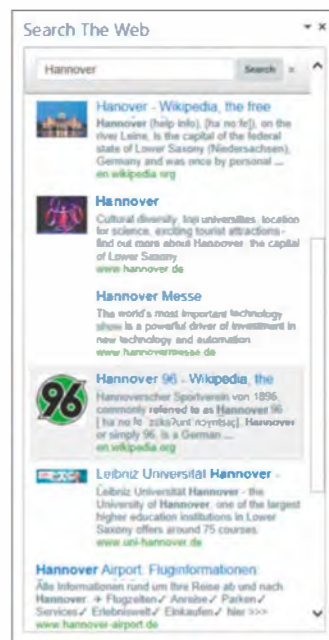 Search The Web
Hannover
Search
Hanover - Wikipedia, the free
Hannover (help·info), [ha no fɐ]), on the
river Leine, is the capital of the federal
state of Lower Saxony (Niedersachsen),
Germany and was once by personal ...
en.wikipedia.org
Hannover
Cultural diversity, top universities, location
for science, exciting tourist attractions -
find out more about Hannover, the capital
of Lower Saxony
www.hannover.de
Hannover Messe
The world's most important technology
show is a powerful driver of investment in
new technology and automation
www.hannovermesse.de
96
Hannover 96 - Wikipedia, the
Hannoverscher Sportverein von 1896,
commonly referred to as Hannover 96
Hannover
or simply 96, is a German ...
en.wikipedia.org
Leibniz Universität Hannover -
Leibniz Universität Hannover - the
University of Hannover, one of the largest
higher education institutions in Lower
Saxony offers around 75 courses.
www.uni-hannover.de
Hannover Airport. Fluginformationen
Alle Informationen rund um Ihre Reise ab und nach
Hannover. ✈ Flugzeiten✓ Anreise✓ Parken✓
Services✓ Erlebniswelt✓ Einkaufen✓ hier >>>
www.hannover-airport.de